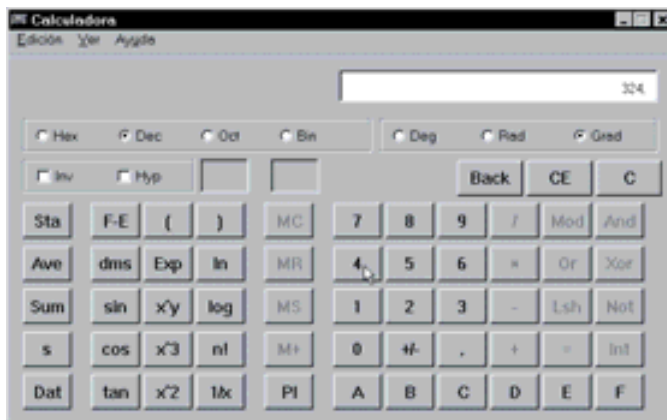 Calculadora
Edición Ver Ayuda
324,
Hex Dec Oct Bin Deg Rad Grad
Inv Hyp Back CE C
Sta F-E ( ) MC 7 8 9 / Mod And
Ave dms Exp ln MR 4 5 6 * Or Xor
Sum sin x^y log MS 1 2 3 - Lsh Not
s cos x^3 n! M+ 0 +/- , + = Int
Dat tan x^2 1/x PI A B C D E F